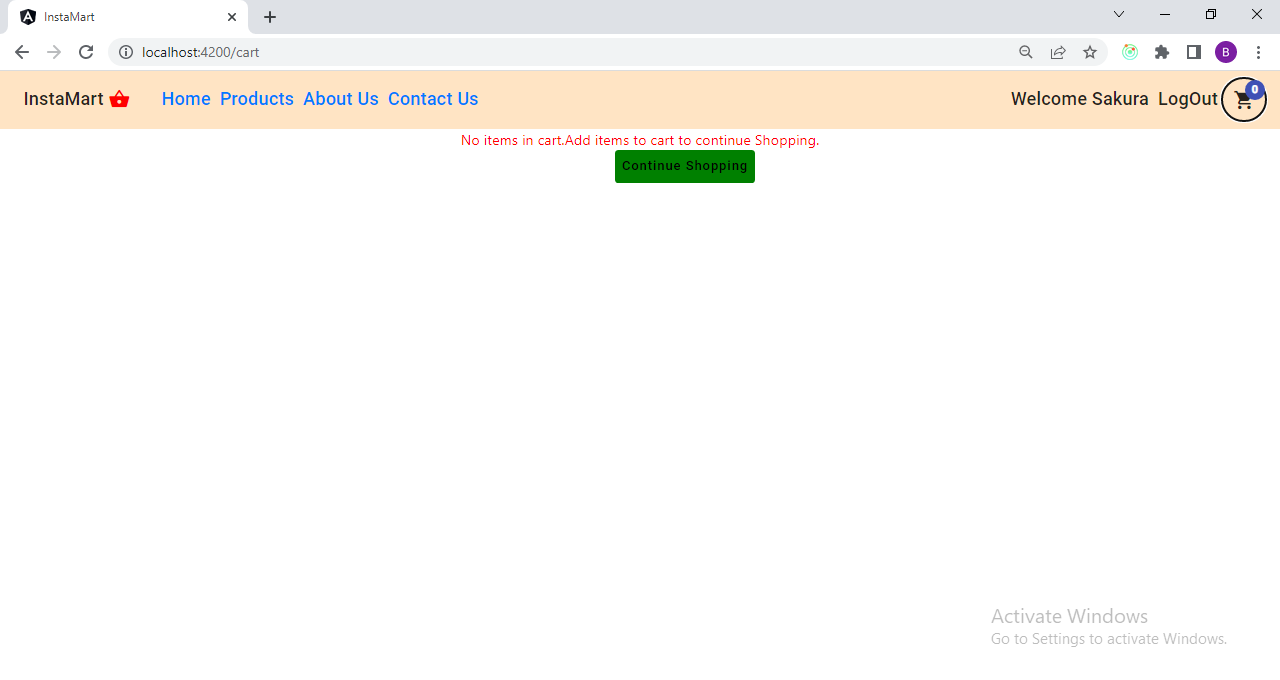 InstaMart
localhost:4200/cart
B
InstaMart Home Products About Us Contact Us Welcome Sakura LogOut 0
No items in cart.Add items to cart to continue Shopping.
Continue Shopping
Activate Windows
Go to Settings to activate Windows.